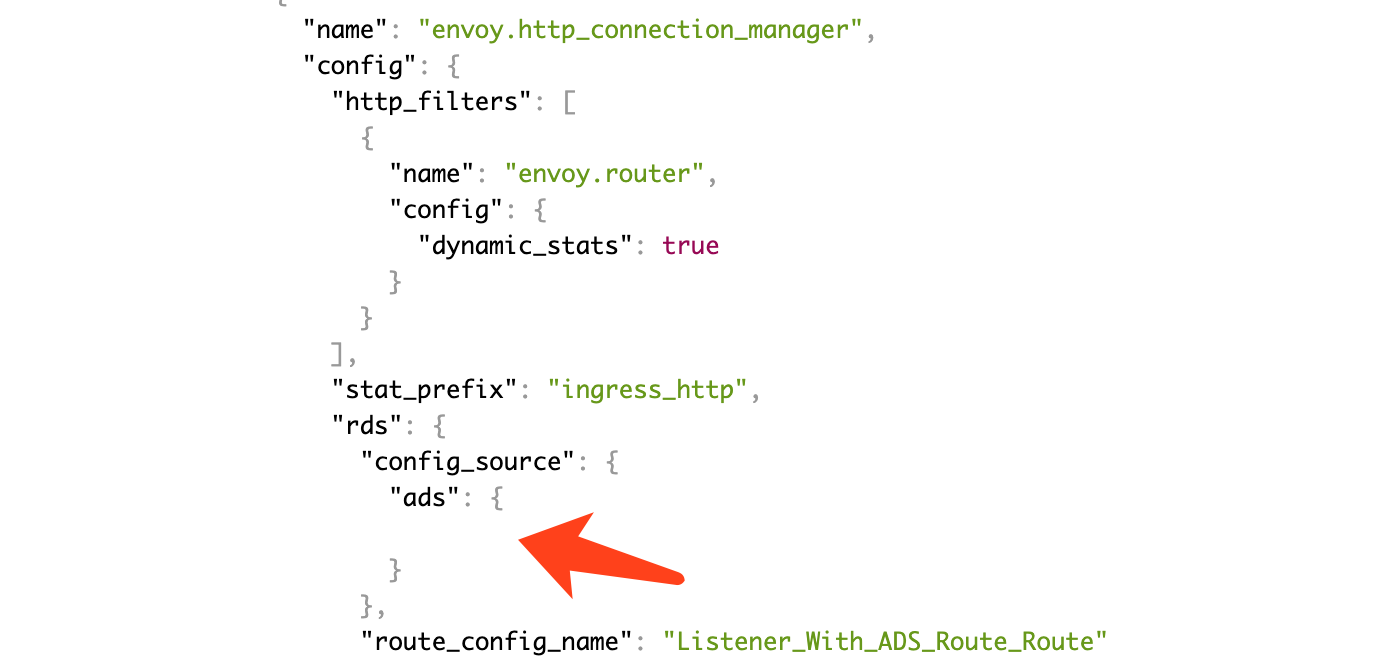 {
"name": "envoy.http_connection_manager",
"config": {
"http_filters": [
{
"name": "envoy.router",
"config": {
"dynamic_stats": true
}
}
],
"stat_prefix": "ingress_http",
"rds": {
"config_source": {
"ads": {
}
},
"route_config_name": "Listener_With_ADS_Route_Route"